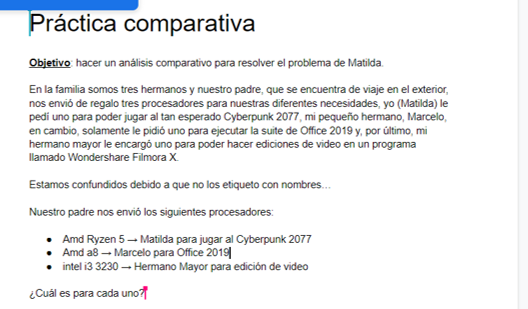 Práctica comparativa
Objetivo: hacer un análisis comparativo para resolver el problema de Matilda.
En la familia somos tres hermanos y nuestro padre, que se encuentra de viaje en el exterior,
nos envió de regalo tres procesadores para nuestras diferentes necesidades, yo (Matilda) le
pedí uno para poder jugar al tan esperado Cyberpunk 2077, mi pequeño hermano, Marcelo,
en cambio, solamente le pidió uno para ejecutar la suite de Office 2019 y, por último, mi
hermano mayor le encargó uno para poder hacer ediciones de video en un programa
llamado Wondershare Filmora X.
Estamos confundidos debido a que no los etiqueto con nombres…
Nuestro padre nos envió los siguientes procesadores:
● Amd Ryzen 5 → Matilda para jugar al Cyberpunk 2077
● Amd a8 → Marcelo para Office 2019
● intel i3 3230 → Hermano Mayor para edición de video
¿Cuál es para cada uno?